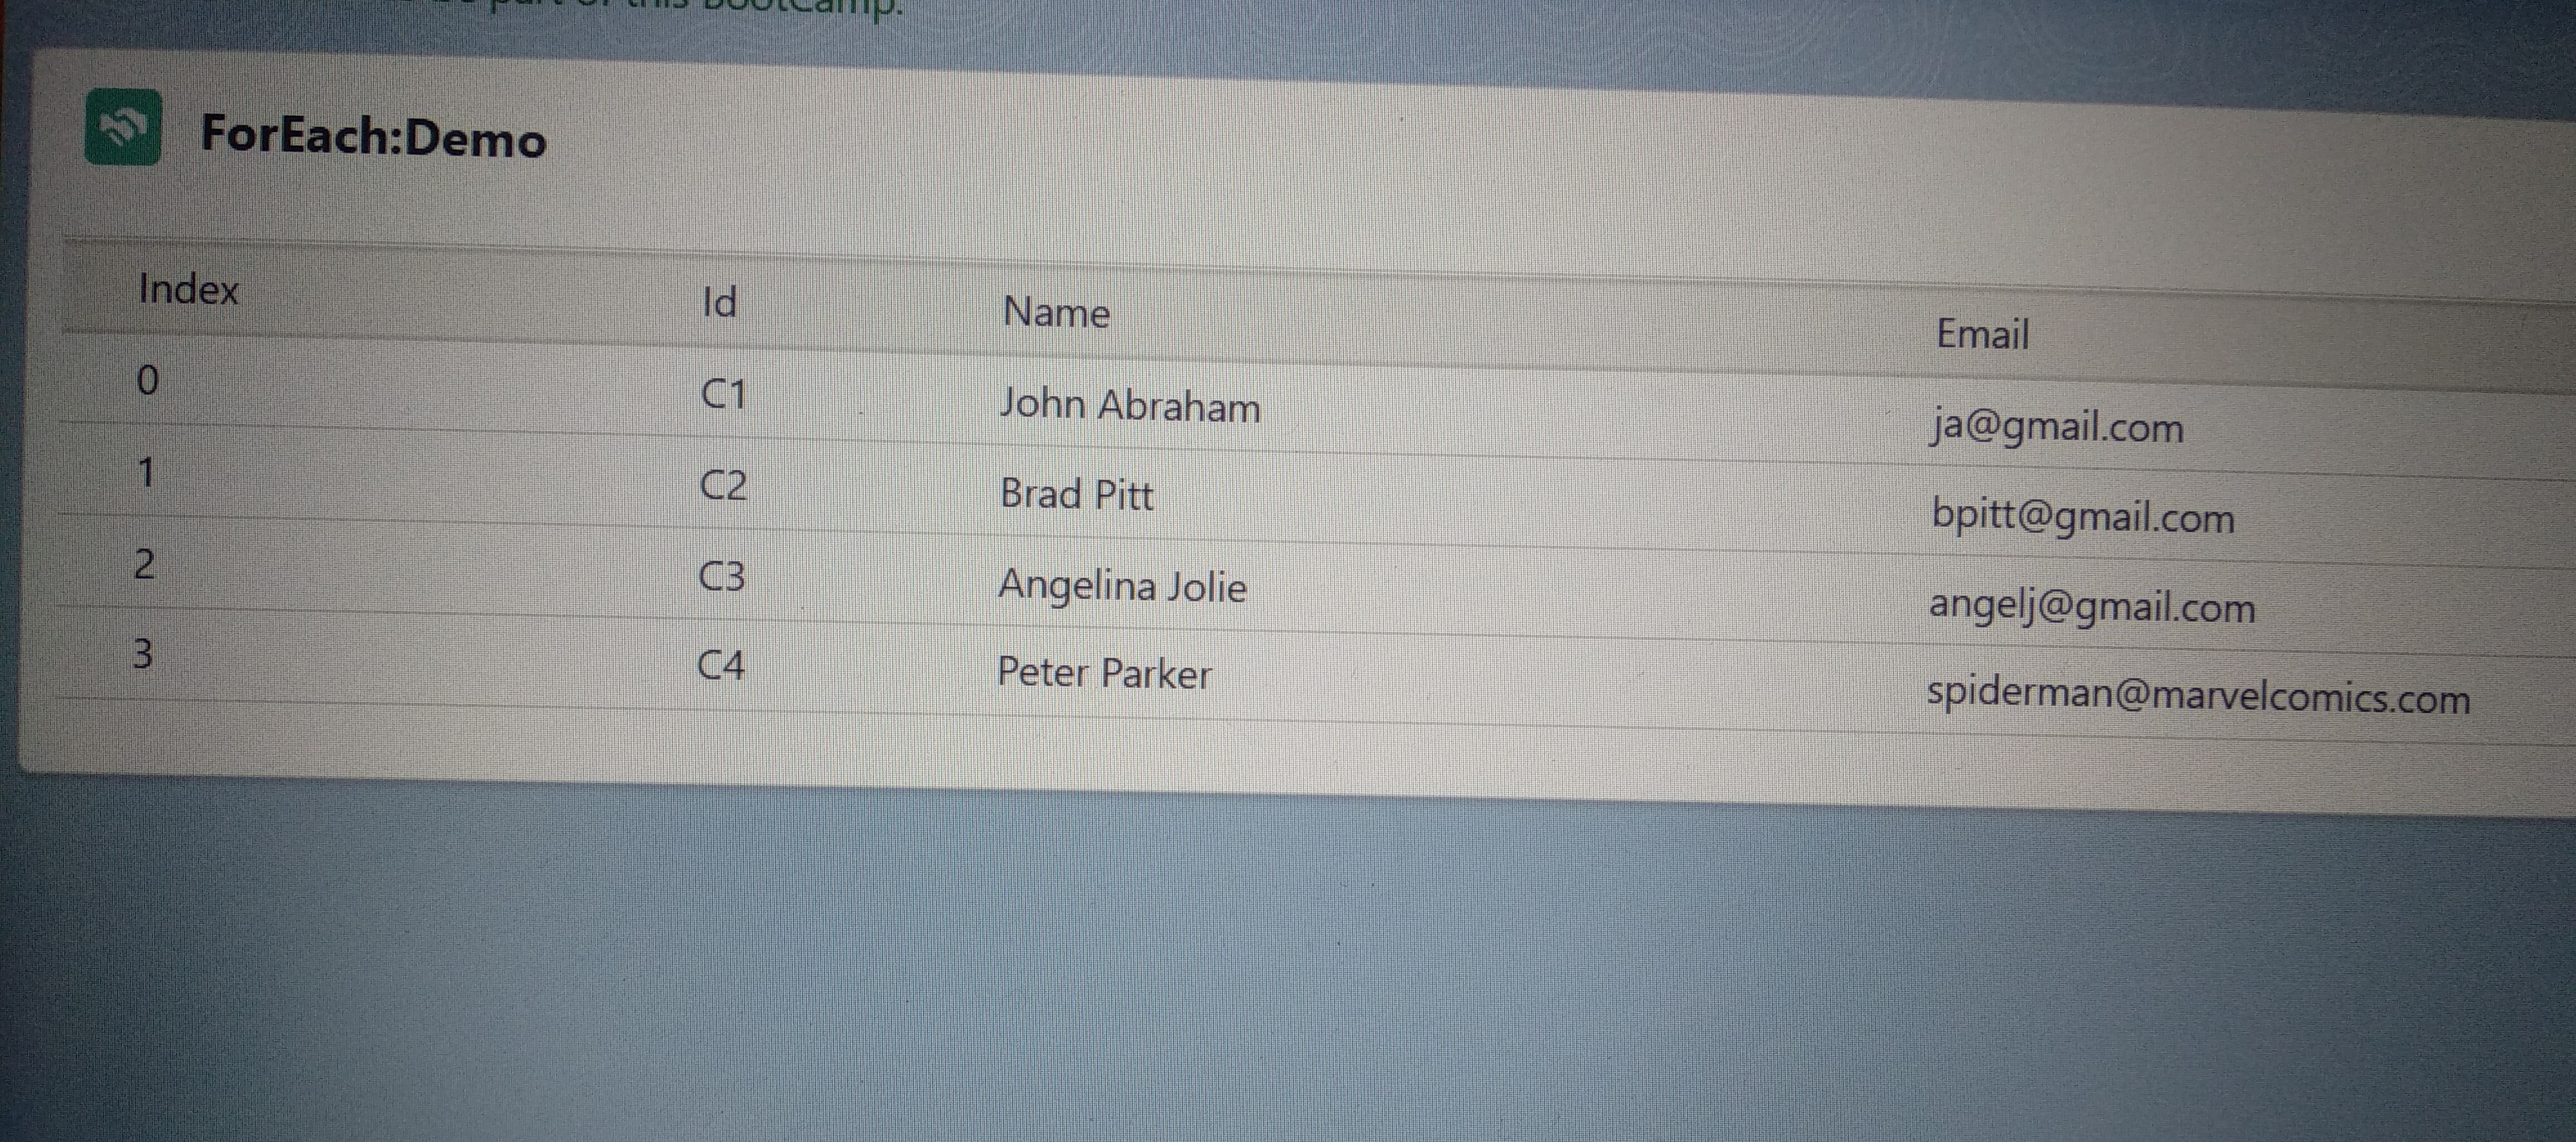 part of this BootCamp.
ForEach:Demo
Index Id Name Email
0 C1 John Abraham ja@gmail.com
1 C2 Brad Pitt bpitt@gmail.com
2 C3 Angelina Jolie angelj@gmail.com
3 C4 Peter Parker spiderman@marvelcomics.com